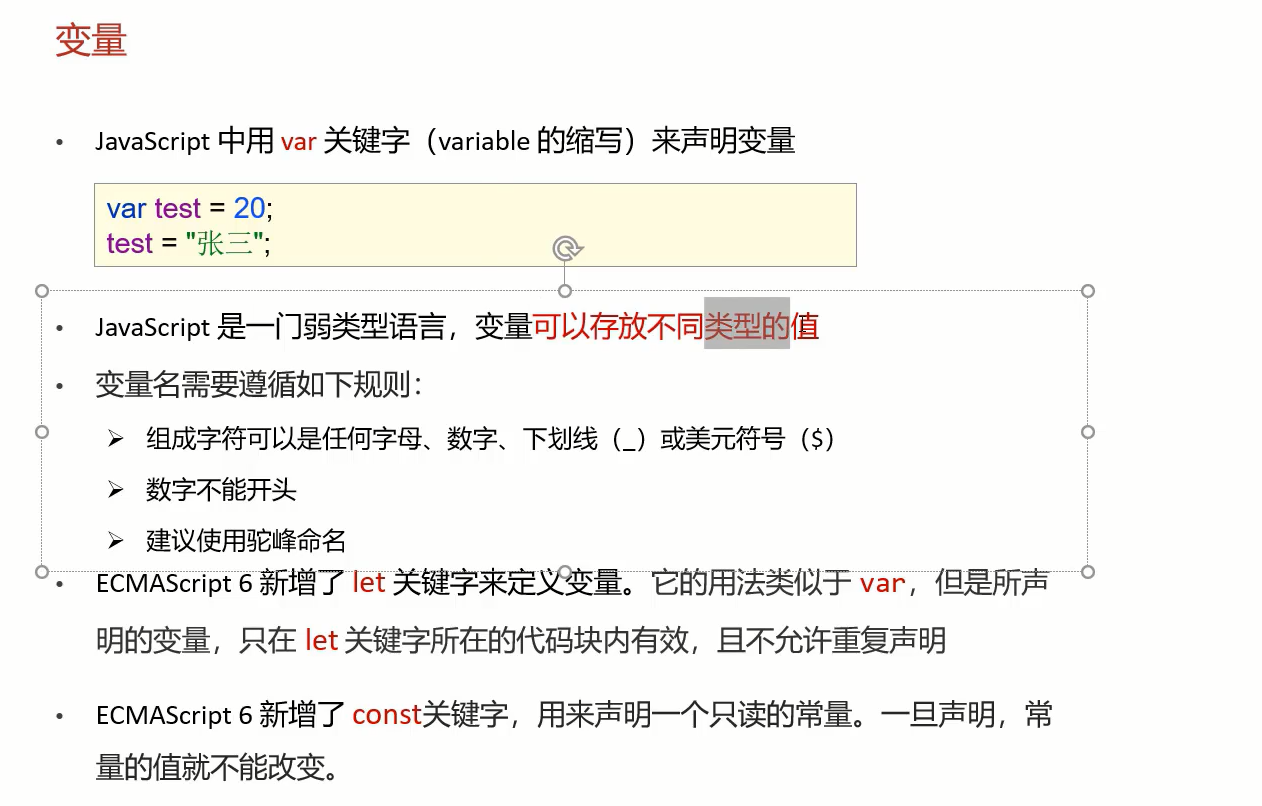 变量
• JavaScript 中用 var 关键字（variable 的缩写）来声明变量
var test = 20;
test = "张三";
• JavaScript 是一门弱类型语言，变量可以存放不同类型的值
• 变量名需要遵循如下规则：
➢ 组成字符可以是任何字母、数字、下划线（_）或美元符号（$）
➢ 数字不能开头
➢ 建议使用驼峰命名
• ECMAScript 6 新增了 let 关键字来定义变量。它的用法类似于 var，但是所声
明的变量，只在 let 关键字所在的代码块内有效，且不允许重复声明
• ECMAScript 6 新增了 const关键字，用来声明一个只读的常量。一旦声明，常
量的值就不能改变。